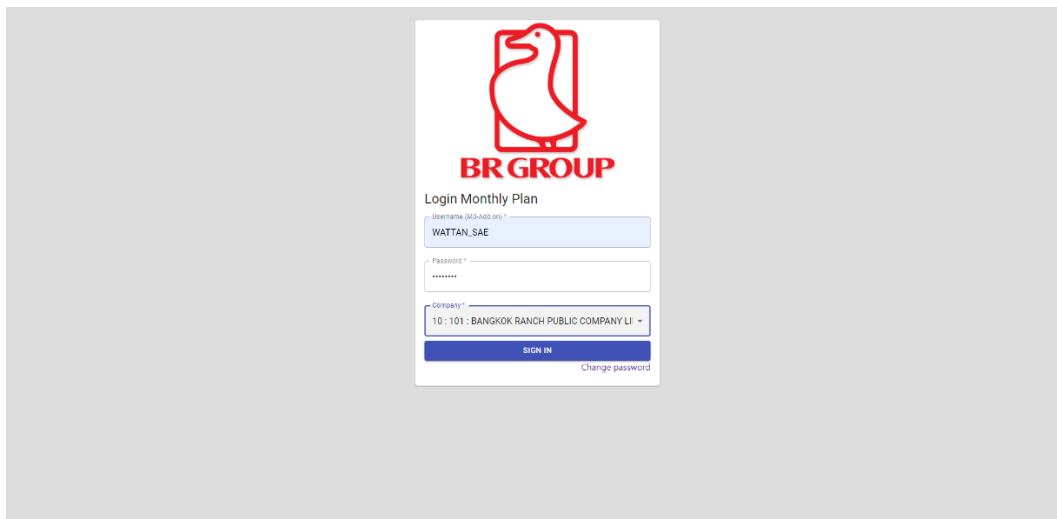 BR GROUP
Login Monthly Plan
Username (M3-Add on) *
WATTAN_SAE
Password *
••••••••
Company *
10 : 101 : BANGKOK RANCH PUBLIC COMPANY LI
SIGN IN
Change password